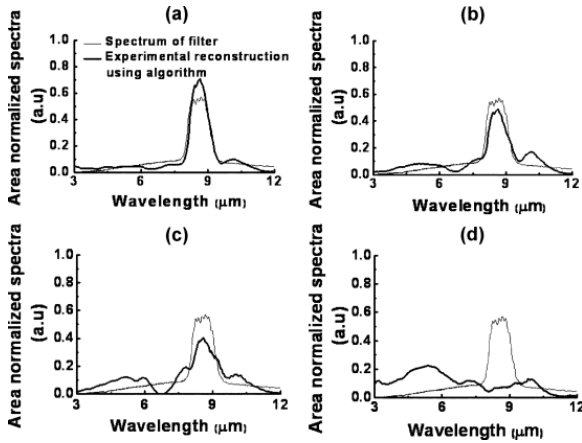 (a)
Spectrum of filter
Experimental reconstruction
using algorithm
Area normalized spectra
(a.u)
1.0
0.8
0.6
0.4
0.2
0.0
3 6 9 12
Wavelength (μm)
(b)
Area normalized spectra
(a.u)
1.0
0.8
0.6
0.4
0.2
0.0
3 6 9 12
Wavelength (μm)
(c)
Area normalized spectra
(a.u)
1.0
0.8
0.6
0.4
0.2
0.0
3 6 9 12
Wavelength (μm)
(d)
Area normalized spectra
(a.u)
1.0
0.8
0.6
0.4
0.2
0.0
3 6 9 12
Wavelength (μm)